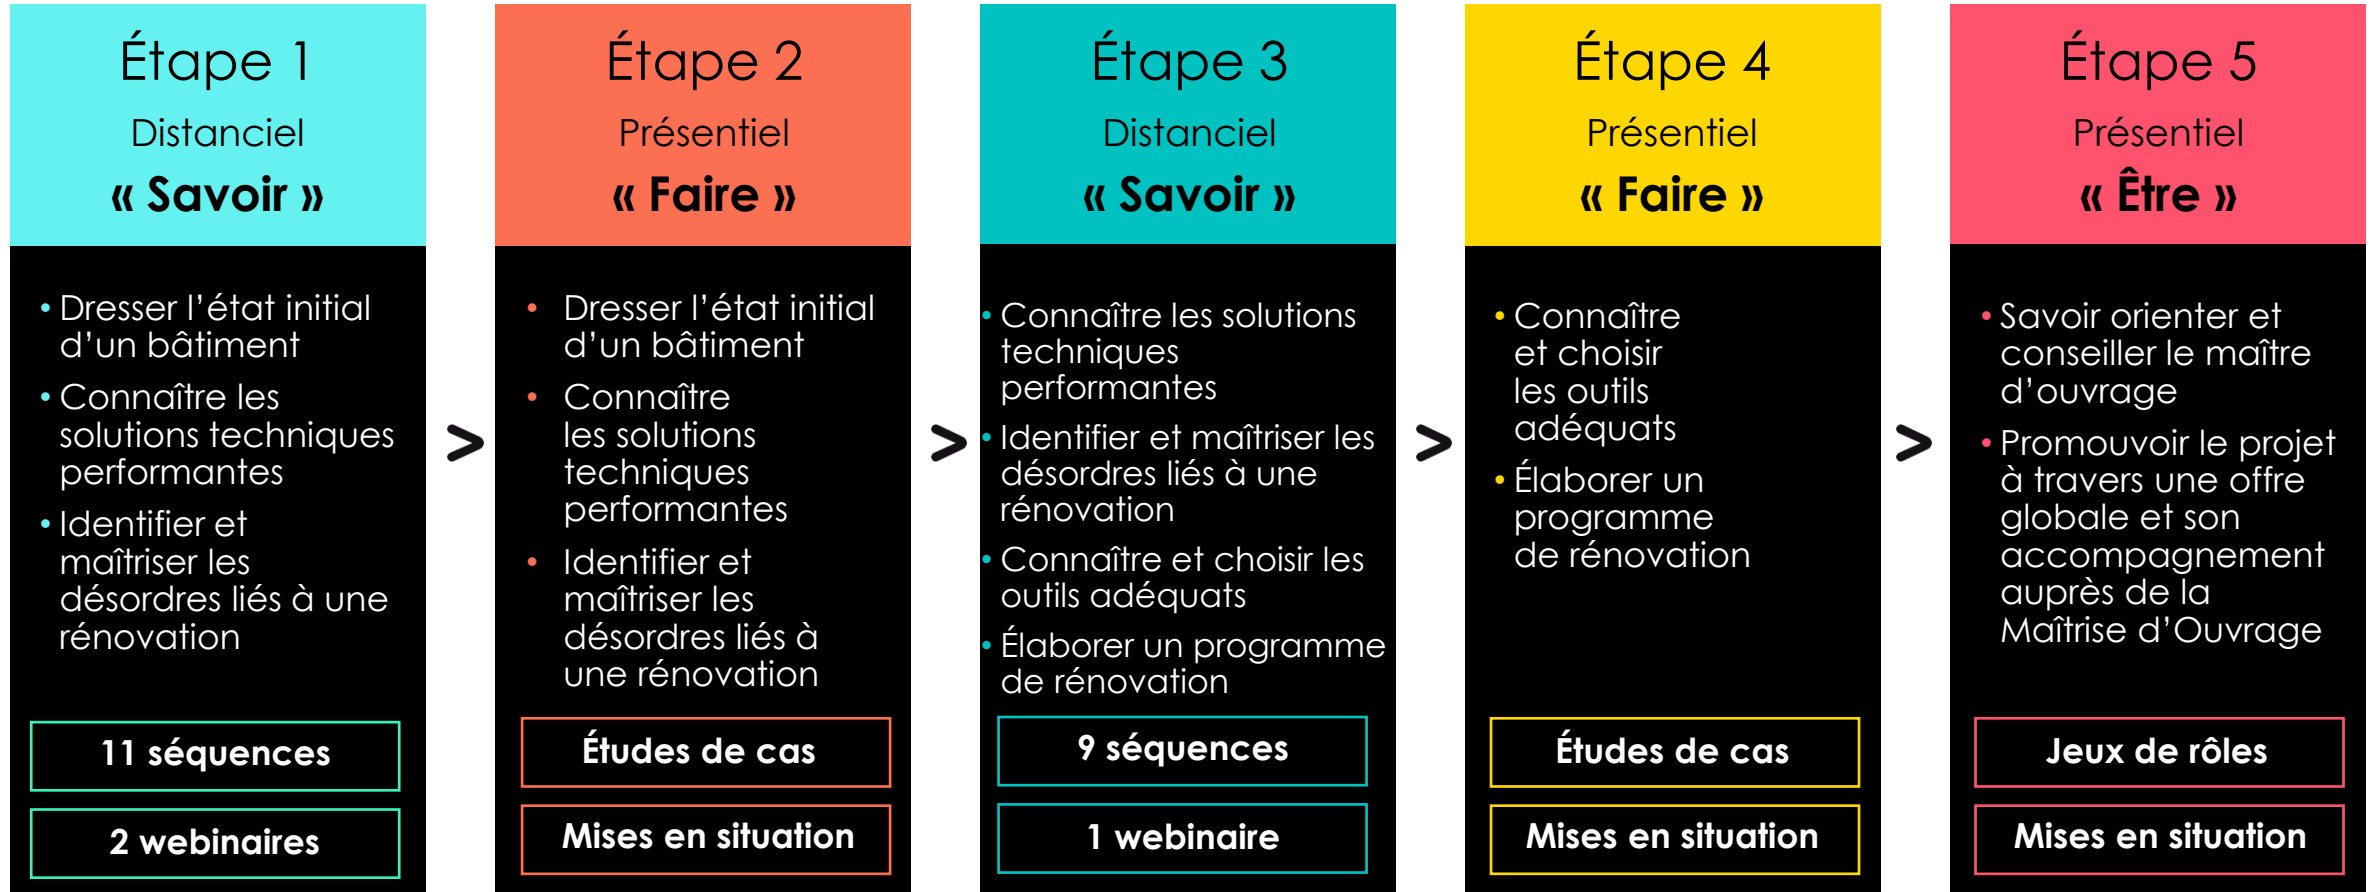 Étape 1
Distanciel
« Savoir »
• Dresser l’état initial
d’un bâtiment
• Connaître les
solutions techniques
performantes
• Identifier et
maîtriser les
désordres liés à une
rénovation
11 séquences
2 webinaires
>
Étape 2
Présentiel
« Faire »
• Dresser l’état initial
d’un bâtiment
• Connaître
les solutions
techniques
performantes
• Identifier et
maîtriser les
désordres liés à
une rénovation
Études de cas
Mises en situation
>
Étape 3
Distanciel
« Savoir »
• Connaître les solutions
techniques
performantes
• Identifier et maîtriser les
désordres liés à une
rénovation
• Connaître et choisir les
outils adéquats
• Élaborer un programme
de rénovation
9 séquences
1 webinaire
>
Étape 4
Présentiel
« Faire »
• Connaître
et choisir
les outils
adéquats
• Élaborer un
programme
de rénovation
Études de cas
Mises en situation
>
Étape 5
Présentiel
« Être »
• Savoir orienter et
conseiller le maître
d’ouvrage
• Promouvoir le projet
à travers une offre
globale et son
accompagnement
auprès de la
Maîtrise d’Ouvrage
Jeux de rôles
Mises en situation